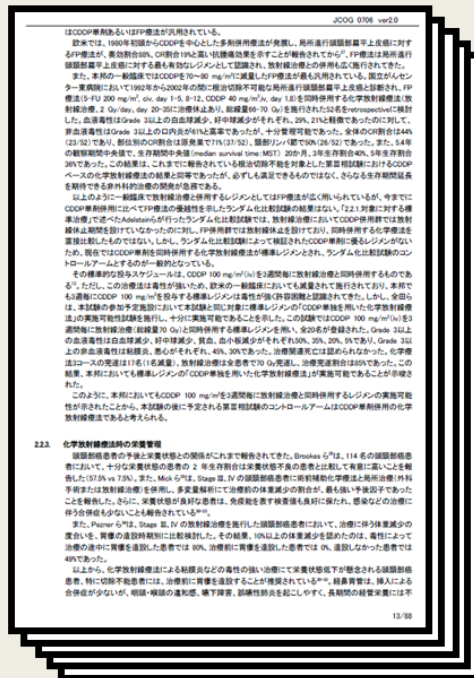 JCOG 0706 ver2.0
はCDDP単剤あるいはFP療法が汎用されている。
欧米では、1980年初頭からCDDPを中心とした多剤併用療法が発展し、局所進行頭頸部扁平上皮癌に対す
るFP療法が、奏効割合88%、CR割合19%と高い抗腫瘍効果を示すことが報告されてから、FP療法は局所進行
頭頸部扁平上皮癌に対する最も有効なレジメンとして認識され、放射線治療との併用も広く施行されてきた。
また、本邦の一般臨床ではCDDPを70～80 mg/m²に減量したFP療法が最も汎用されている。国立がんセン
ター東病院において1992年から2002年の間に根治切除不可能な局所進行頭頸部扁平上皮癌と診断され、FP
療法(5-FU 200 mg/m², civ, day 1-5, 8-12, CDDP 40 mg/m², day 1,8)を同時併用する化学放射線療法(放
射線治療、2 Gy/day, day 20-35に治療休止あり、総線量66-70 Gy)を施行された52名をretrospectiveに検討
した。血液毒性はGrade 3以上の白血球減少、好中球減少がそれぞれ、29%、21%と軽微であったのに対して、
非血液毒性はGrade 3以上の口内炎が61%と高率であったが、十分管理可能であった。全体のCR割合は44%
(23/52)であり、部位別のCR割合は原発巣で71%(37/52)、頸部リンパ節で50%(26/52)であった。また、5.4年
の観察期間中央値で、生存期間中央値(median survival time:MST) 20か月、3年生存割合40%、5年生存割合
36%であった。この結果は、これまでに報告されている根治切除不能を対象とした第Ⅲ相試験におけるCDDP
ベースの化学放射線療法の結果と同等であったが、必ずしも満足できるものではなく、さらなる生存期間延長
を期待できる非外科的治療の開発が急務である。
以上のように一般臨床で放射線治療と併用するレジメンとしてはFP療法が広く用いられているが、今までに
CDDP単剤併用に比べてFP療法の優越性を示したランダム化比較試験の結果はない。「2.2.1.対象に対する標
準治療」で述べたAdelsteinらが行ったランダム化比較試験では、放射線治療においてCDDP併用群では放射
線休止期間を設けていなかったのに対し、FP併用群では放射線休止を設けており、同時併用する化学療法を
直接比較したものではない。しかし、ランダム化比較試験によって検証されたCDDP単剤に優るレジメンがない
ため、現在ではCDDP単剤を同時併用する化学放射線療法が標準レジメンとされ、ランダム化比較試験のコン
トロールアームとするのが一般的となっている。
その標準的な投与スケジュールは、CDDP 100 mg/m²(iv)を3週間毎に放射線治療と同時併用するものであ
る。ただし、この治療法は毒性が強いため、欧米の一般臨床においても減量されて施行されており、本邦で
も3週毎にCDDP 100 mg/m²を投与する標準レジメンは毒性が強く許容困難と認識されてきた。しかし、全田ら
は、本試験の参加予定施設において本試験と同じ対象に標準レジメンの「CDDP単独を用いた化学放射線療
法」の実施可能性試験を施行し、十分に実施可能であることを示した。この試験ではCDDP 100 mg/m²(iv)を3
週間毎に放射線治療(総線量70 Gy)と同時併用する標準レジメンを用い、全20名が登録された。Grade 3以上
の血液毒性は白血球減少、好中球減少、貧血、血小板減少がそれぞれ50%、35%、20%、5%であり、Grade 3以
上の非血液毒性は粘膜炎、悪心がそれぞれ、45%、30%であった。治療関連死亡は認められなかった。化学療
法3コースの完遂は17名(1名減量)、放射線治療は全患者で70 Gy完遂し、治療完遂割合は85%であった。この
結果、本邦においても標準レジメンの「CDDP単独を用いた化学放射線療法」が実施可能であることが示唆さ
れた。
このように、本邦においてもCDDP 100 mg/m²を3週間毎に放射線治療と併用するレジメンの実施可能
性が示されたことから、本試験の後に予定される第Ⅲ相試験のコントロールアームはCDDP単剤併用の化学
放射線療法であると考えられる。
2.2.3. 化学放射線療法時の栄養管理
頭頸部癌患者の予後と栄養状態との関係がこれまで報告されてきた。Brookesらは、114名の頭頸部癌患
者において、十分な栄養状態の患者の2年生存割合は栄養状態不良の患者と比較して有意に高いことを報
告した(57.5% vs 7.5%)。また、Mickらは、Stage Ⅲ, Ⅳの頭頸部癌患者に術前補助化学療法と局所治療(外科
手術または放射線治療)を併用し、多変量解析にて治療前の体重減少の割合が、最も強い予後因子であった
ことを報告した。さらに、栄養状態が良好な患者は、免疫能を表す検査値も良好に保たれ、感染などの治療に
伴う合併症も少ないことも報告されている。
また、Peznerらは、Stage Ⅲ, Ⅳの放射線治療を施行した頭頸部癌患者において、治療に伴う体重減少の
度合いを、胃瘻の造設時期別に比較検討した。その結果、10%以上の体重減少を認めたのは、毒性によって
治療の途中に胃瘻を造設した患者では80%、治療前に胃瘻を造設した患者では0%、造設しなかった患者では
49%であった。
以上から、化学放射線療法による粘膜炎などの毒性の強い治療にて栄養状態低下が懸念される頭頸部癌
患者、特に切除不能患者には、治療前に胃瘻を造設することが推奨されている。経鼻胃管は、挿入による
合併症が少ないが、咽頭・喉頭の違和感、嚥下障害、誤嚥性肺炎を起こしやすく、長期間の経管栄養には不
13/88